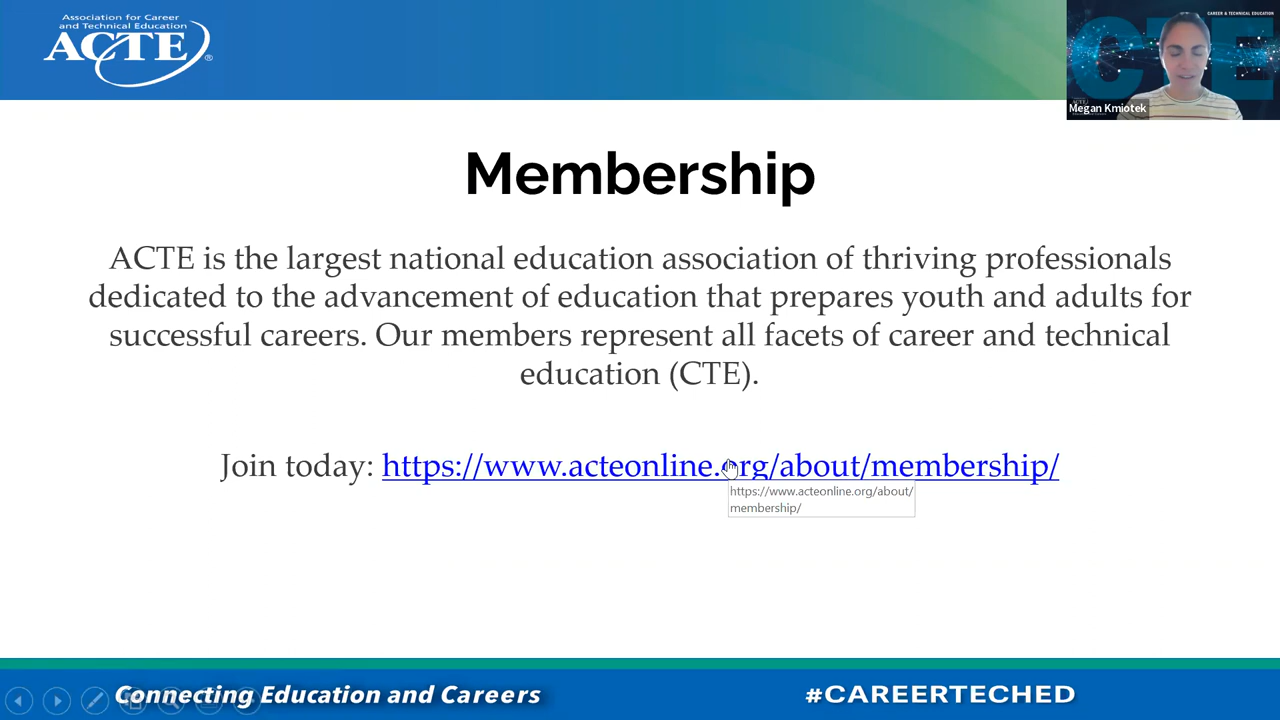 Association for Career
and Technical Education
ACTE®
CAREER & TECHNICAL EDUCATION
CTE
Megan Kmiotek
Membership
ACTE is the largest national education association of thriving professionals
dedicated to the advancement of education that prepares youth and adults for
successful careers. Our members represent all facets of career and technical
education (CTE).
Join today: https://www.acteonline.org/about/membership/
https://www.acteonline.org/about/
membership/
Connecting Education and Careers
#CAREERTECHED